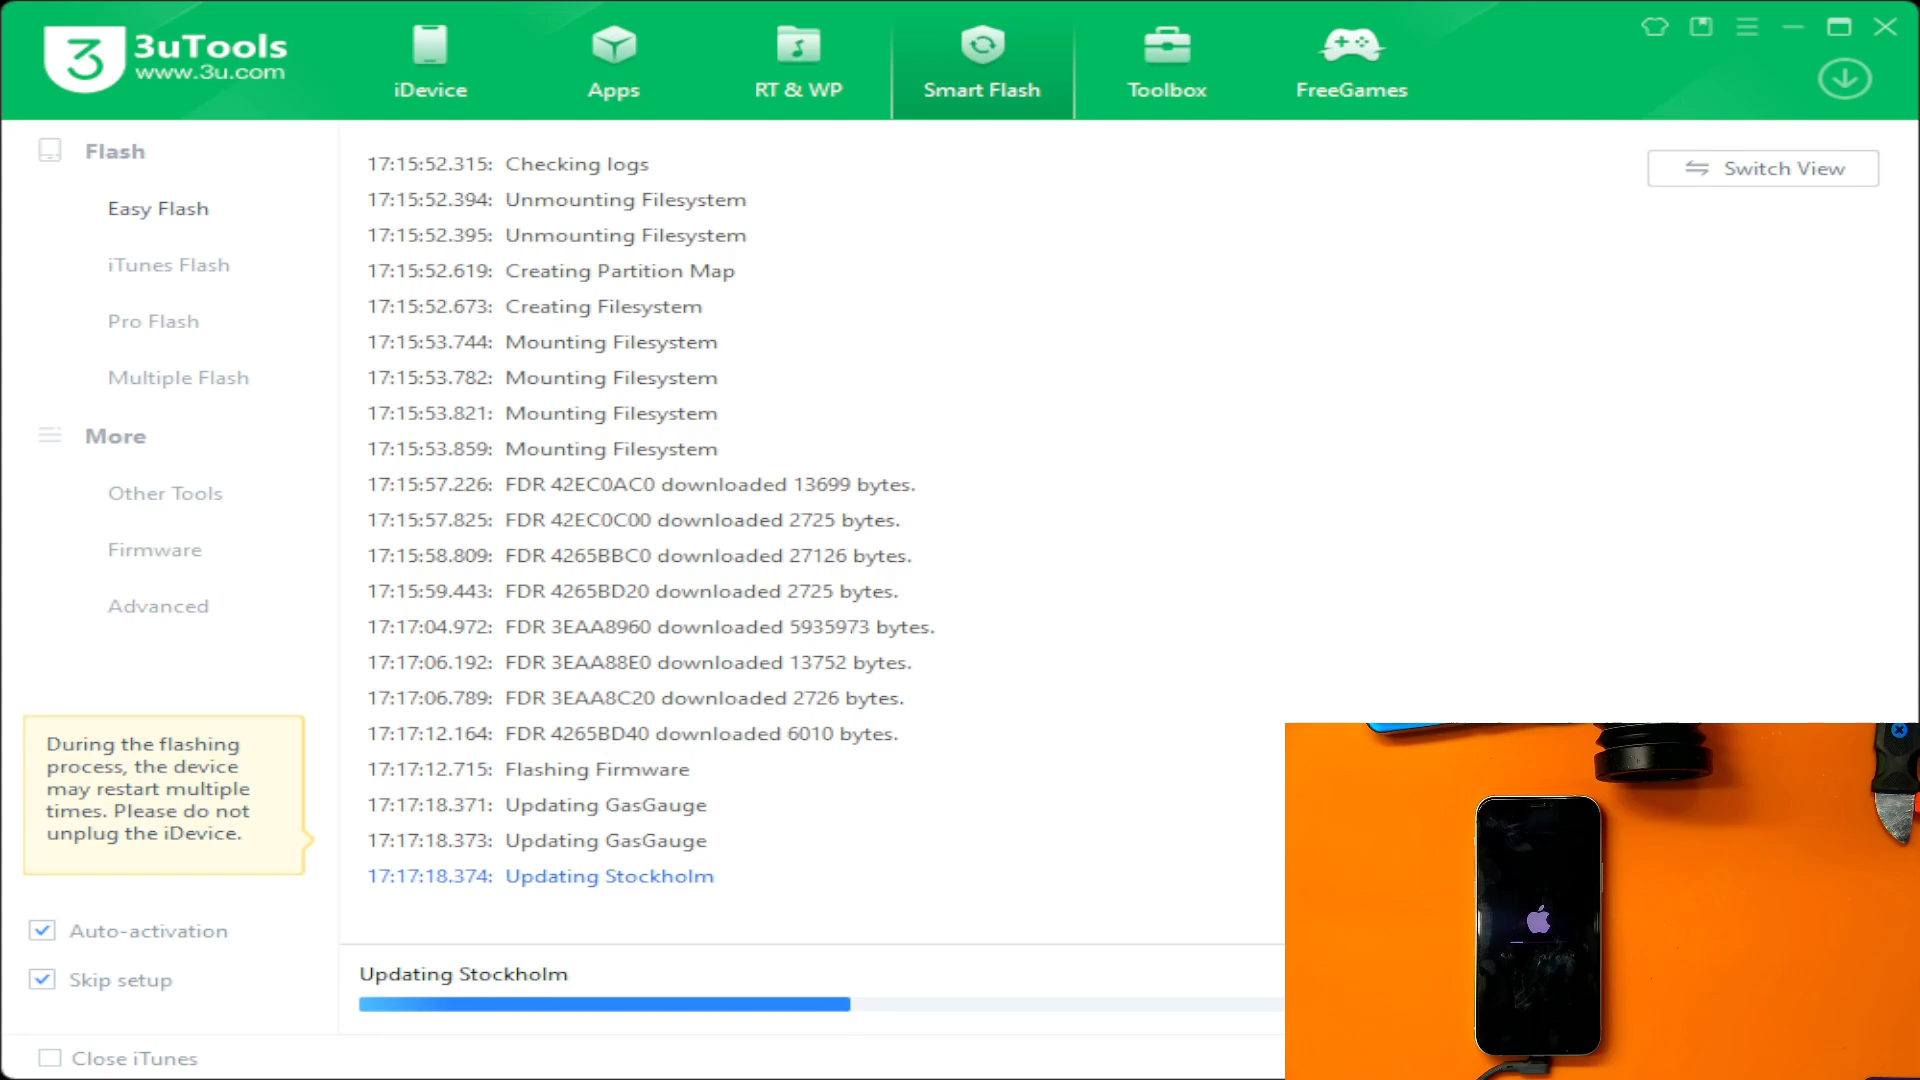 3 3uTools
www.3u.com
iDevice
Apps
RT & WP
Smart Flash
Toolbox
FreeGames
Flash
Easy Flash
iTunes Flash
Pro Flash
Multiple Flash
More
Other Tools
Firmware
Advanced
During the flashing
process, the device
may restart multiple
times. Please do not
unplug the iDevice.
Auto-activation
Skip setup
Close iTunes
Switch View
17:15:52.315: Checking logs
17:15:52.394: Unmounting Filesystem
17:15:52.395: Unmounting Filesystem
17:15:52.619: Creating Partition Map
17:15:52.673: Creating Filesystem
17:15:53.744: Mounting Filesystem
17:15:53.782: Mounting Filesystem
17:15:53.821: Mounting Filesystem
17:15:53.859: Mounting Filesystem
17:15:57.226: FDR 42EC0AC0 downloaded 13699 bytes.
17:15:57.825: FDR 42EC0C00 downloaded 2725 bytes.
17:15:58.809: FDR 4265BBC0 downloaded 27126 bytes.
17:15:59.443: FDR 4265BD20 downloaded 2725 bytes.
17:17:04.972: FDR 3EAA8960 downloaded 5935973 bytes.
17:17:06.192: FDR 3EAA88E0 downloaded 13752 bytes.
17:17:06.789: FDR 3EAA8C20 downloaded 2726 bytes.
17:17:12.164: FDR 4265BD40 downloaded 6010 bytes.
17:17:12.715: Flashing Firmware
17:17:18.371: Updating GasGauge
17:17:18.373: Updating GasGauge
17:17:18.374: Updating Stockholm
Updating Stockholm